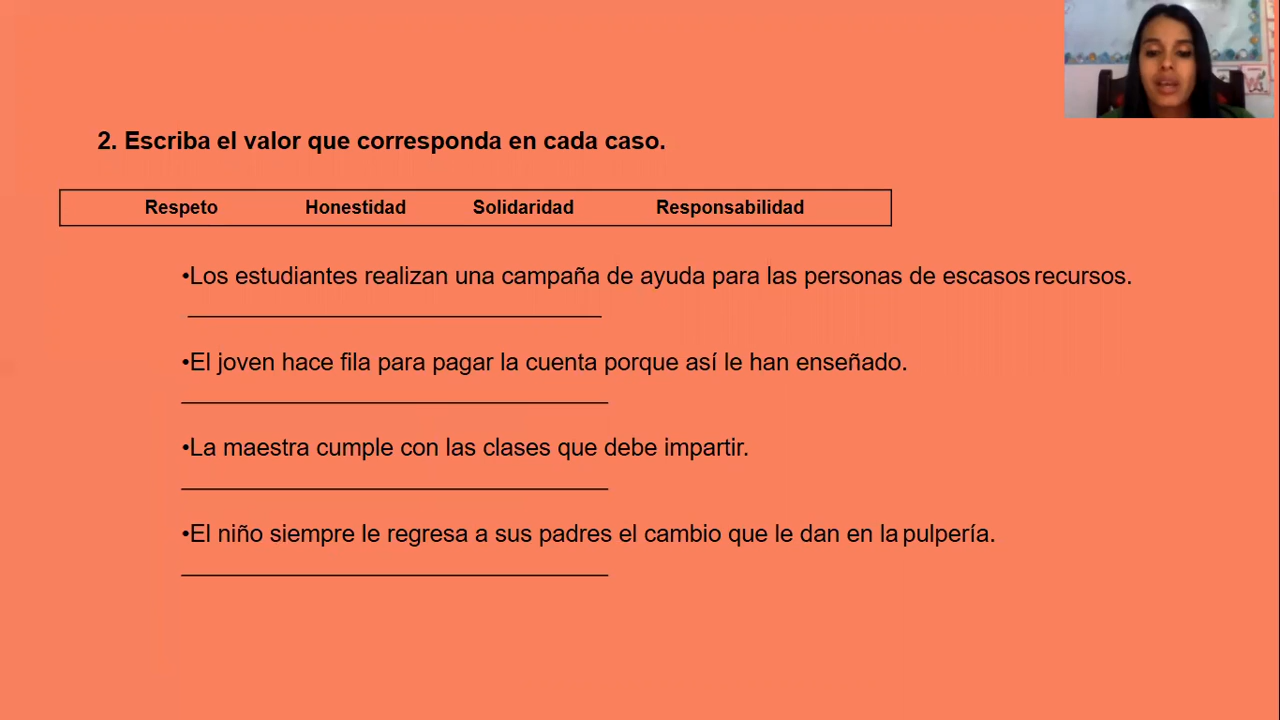 2. Escriba el valor que corresponda en cada caso.
Respeto Honestidad Solidaridad Responsabilidad
•Los estudiantes realizan una campaña de ayuda para las personas de escasos recursos.
•El joven hace fila para pagar la cuenta porque así le han enseñado.
•La maestra cumple con las clases que debe impartir.
•El niño siempre le regresa a sus padres el cambio que le dan en la pulpería.